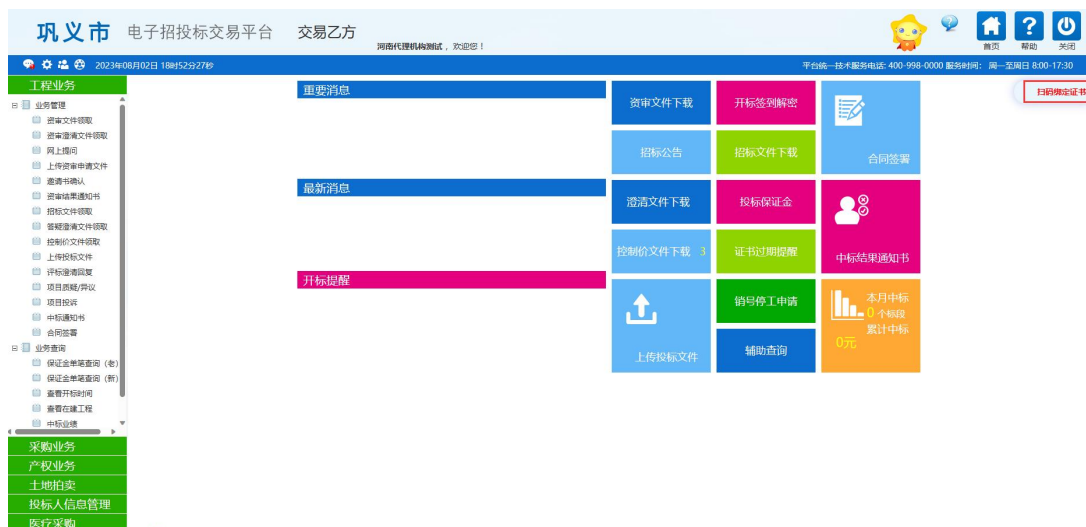 巩义市 电子招投标交易平台 交易乙方
河南代理机构测试，欢迎您！
首页 帮助 关闭
2023年08月02日 18时52分27秒
平台统一技术服务电话: 400-998-0000 服务时间: 周一至周日 8:00-17:30
工程业务
业务管理
资审文件领取
资审澄清文件领取
网上提问
上传资审申请文件
邀请书确认
资审结果通知书
招标文件领取
答疑澄清文件领取
控制价文件领取
上传投标文件
评标澄清回复
项目质疑/异议
项目投诉
中标通知书
合同签署
业务查询
保证金单笔查询（老）
保证金单笔查询（新）
查看开标时间
查看在建工程
中标业绩
采购业务
产权业务
土地拍卖
投标人信息管理
医疗采购
重要消息
最新消息
开标提醒
资审文件下载
开标签到解密
招标公告
招标文件下载
合同签署
澄清文件下载
投标保证金
控制价文件下载 3
证书过期提醒
中标结果通知书
上传投标文件
销号停工申请
辅助查询
本月中标
0 个标段
累计中标
0元
扫码绑定证书